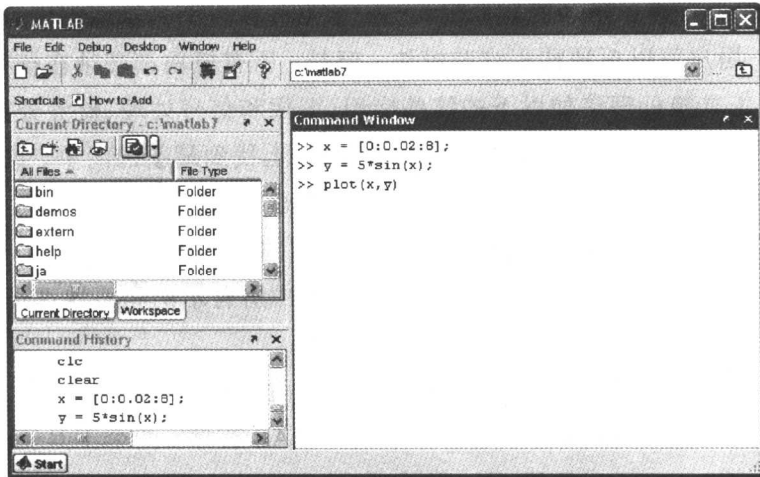 MATLAB
File Edit Debug Desktop Window Help
c:\matlab7
Shortcuts How to Add
Current Directory - c:\matlab7
All Files File Type
bin Folder
demos Folder
extern Folder
help Folder
ja Folder
Current Directory Workspace
Command History
clc
clear
x = [0:0.02:8];
y = 5*sin(x);
Command Window
>> x = [0:0.02:8];
>> y = 5*sin(x);
>> plot(x,y)
Start